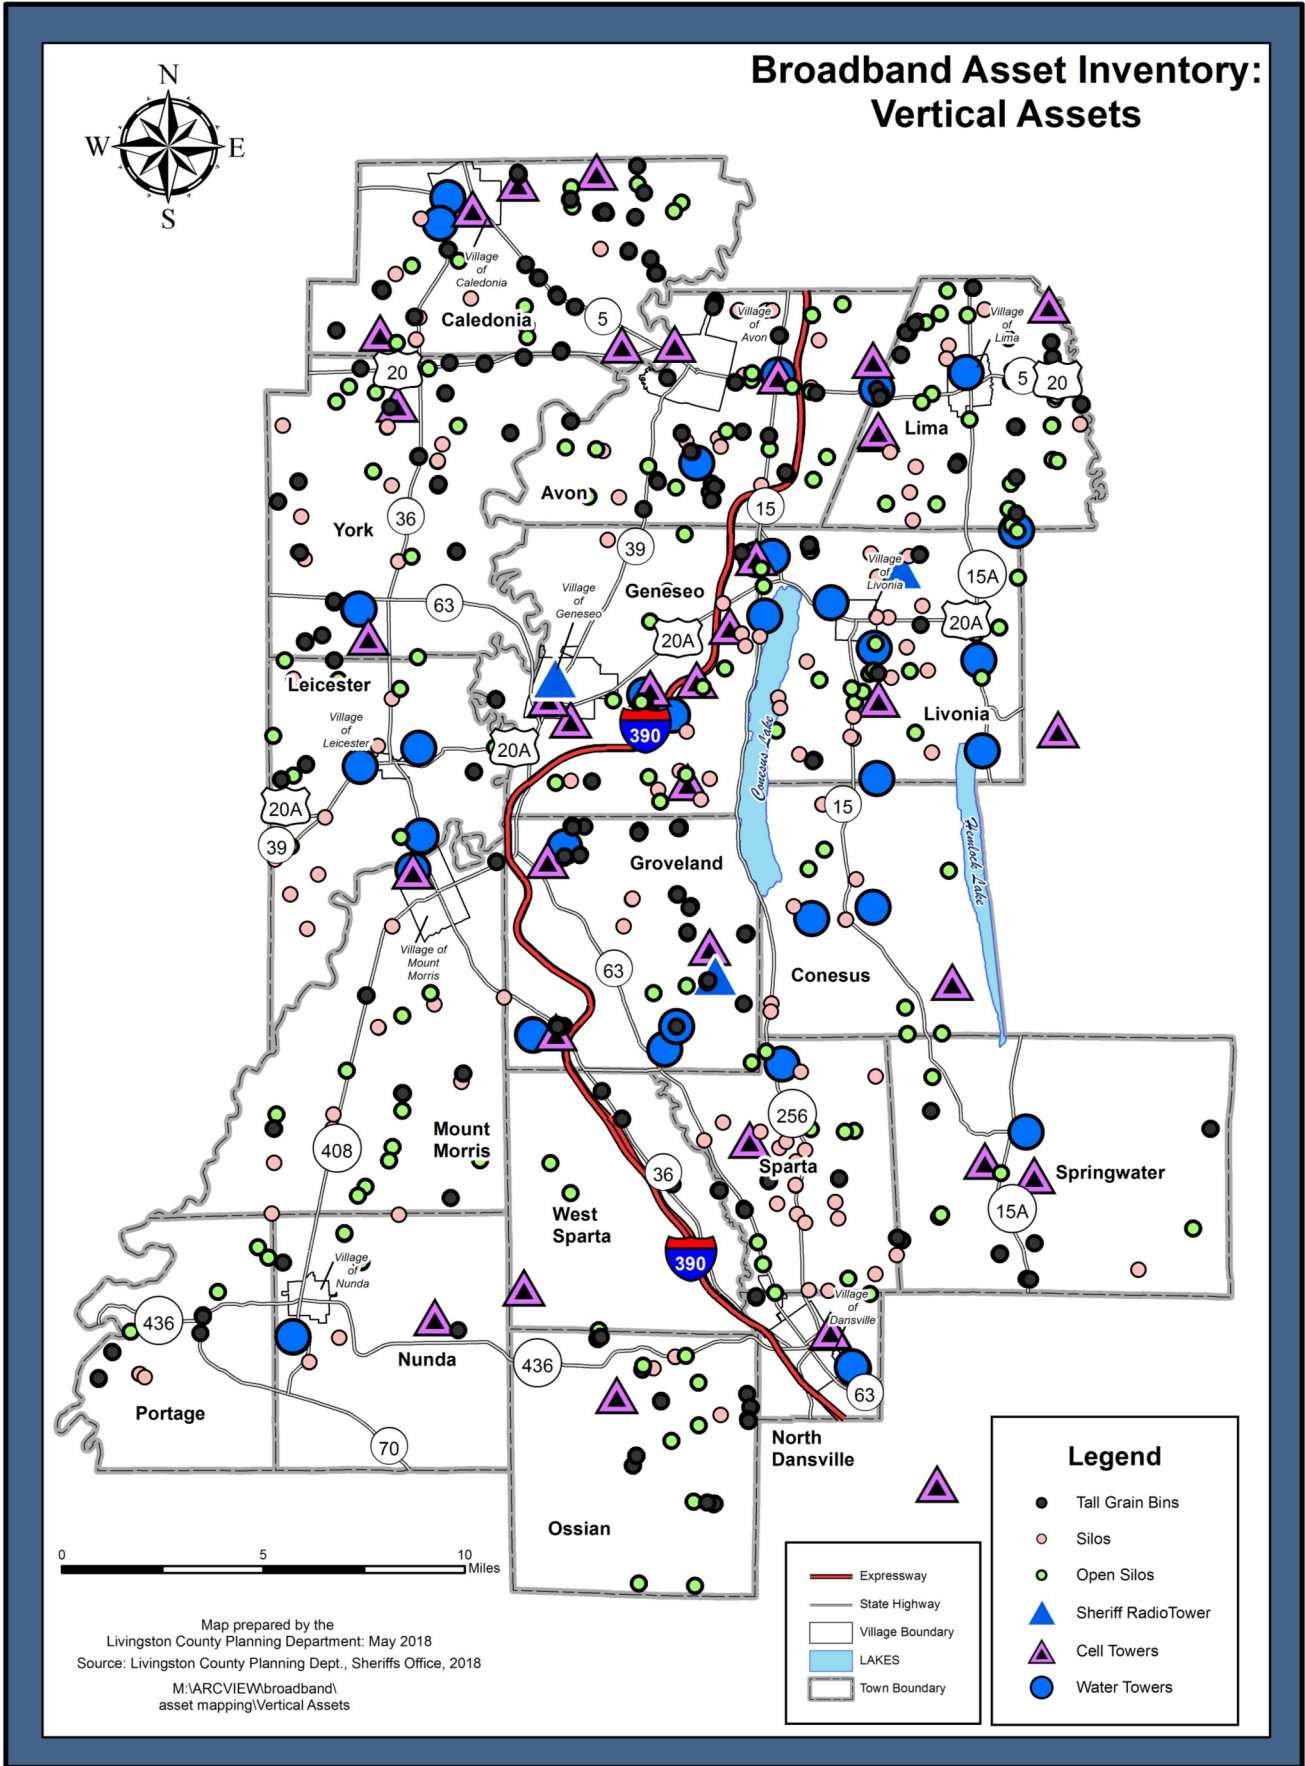 Broadband Asset Inventory:
Vertical Assets
N
W
E
S
Village
of
Caledonia
Caledonia
5
Village
of
Avon
Village
of
Lima
20
5
20
Lima
Avon
15
York
36
39
Village
of
Livonia
15A
Geneseo
Village
of
Geneseo
63
20A
20A
Leicester
Village
of
Leicester
Livonia
390
20A
Conesus Lake
20A
15
39
Hemlock Lake
Groveland
Village of
Mount
Morris
63
Conesus
256
Mount
Morris
408
36
Sparta
Springwater
15A
West
Sparta
390
Village
of
Nunda
Village
of
Dansville
436
Nunda
436
63
Portage
70
North
Dansville
Ossian
0
5
10
Miles
Map prepared by the
Livingston County Planning Department: May 2018
Source: Livingston County Planning Dept., Sheriffs Office, 2018
M:\ARCVIEW\broadband\
asset mapping\Vertical Assets
Expressway
State Highway
Village Boundary
LAKES
Town Boundary
Legend
Tall Grain Bins
Silos
Open Silos
Sheriff RadioTower
Cell Towers
Water Towers